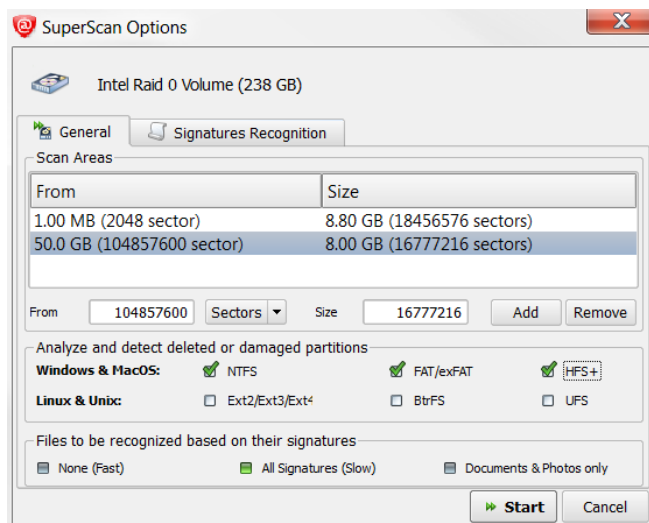 SuperScan Options
Intel Raid 0 Volume (238 GB)
General Signatures Recognition
Scan Areas
From Size
1.00 MB (2048 sector) 8.80 GB (18456576 sectors)
50.0 GB (104857600 sector) 8.00 GB (16777216 sectors)
From 104857600 Sectors Size 16777216 Add Remove
Analyze and detect deleted or damaged partitions
Windows & MacOS: NTFS FAT/exFAT HFS+
Linux & Unix: Ext2/Ext3/Ext4 BtrFS UFS
Files to be recognized based on their signatures
None (Fast) All Signatures (Slow) Documents & Photos only
Start Cancel